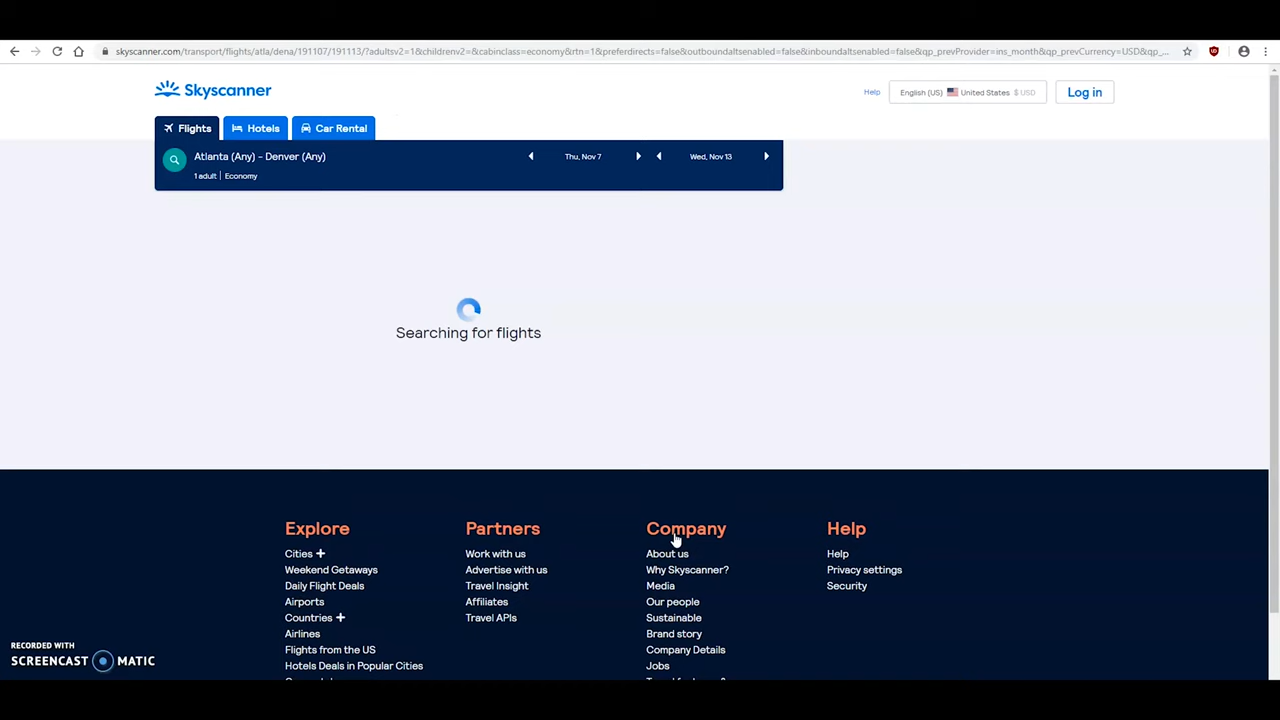 skyscanner.com/transport/flights/atla/dena/191107/191113/?adultsv2=1&childrenv2=&cabinclass=economy&rtn=1&preferdirects=false&outboundaltsenabled=false&inboundaltsenabled=false&qp_prevProvider=ins_month&qp_prevCurrency=USD&qp_...
Skyscanner
Help English (US) United States $ USD Log in
Flights Hotels Car Rental
Atlanta (Any) - Denver (Any) Thu, Nov 7 Wed, Nov 13
1 adult | Economy
Searching for flights
Explore Partners Company Help
Cities + Work with us About us Help
Weekend Getaways Advertise with us Why Skyscanner? Privacy settings
Daily Flight Deals Travel Insight Media Security
Airports Affiliates Our people
Countries + Travel APIs Sustainable
Airlines Brand story
Flights from the US Company Details
Hotels Deals in Popular Cities Jobs
RECORDED WITH
SCREENCAST MATIC